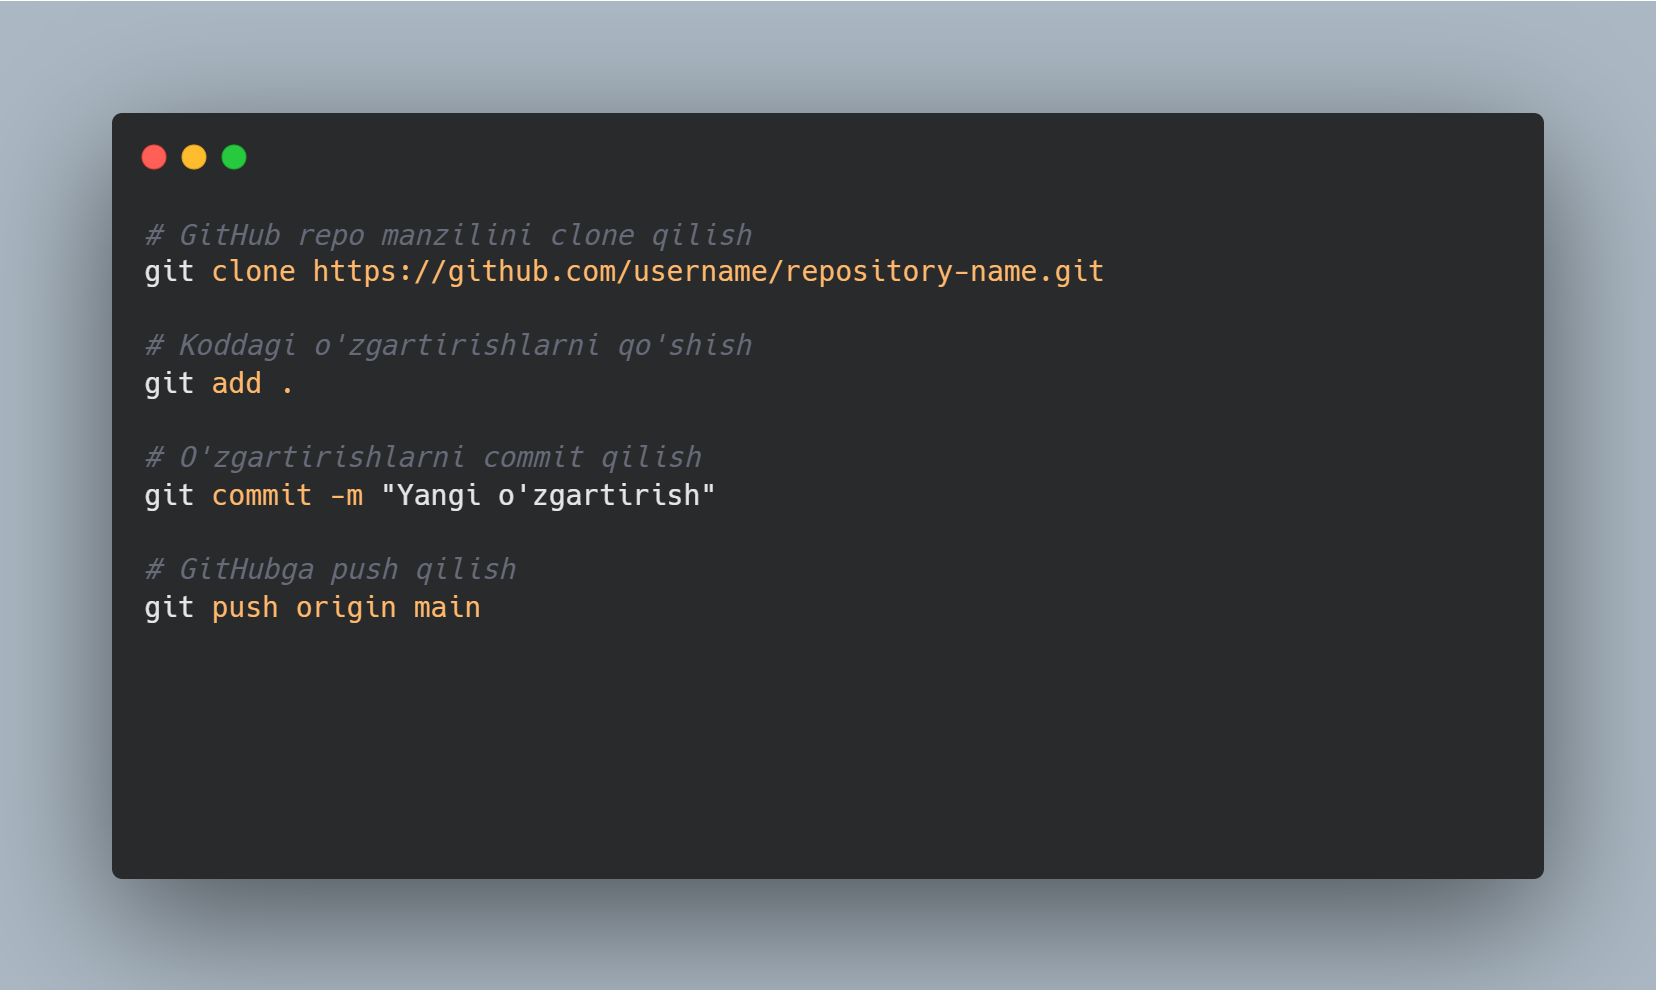 # GitHub repo manzilini clone qilish
git clone https://github.com/username/repository-name.git
# Koddagi o'zgartirishlarni qo'shish
git add .
# O'zgartirishlarni commit qilish
git commit -m "Yangi o'zgartirish"
# GitHubga push qilish
git push origin main